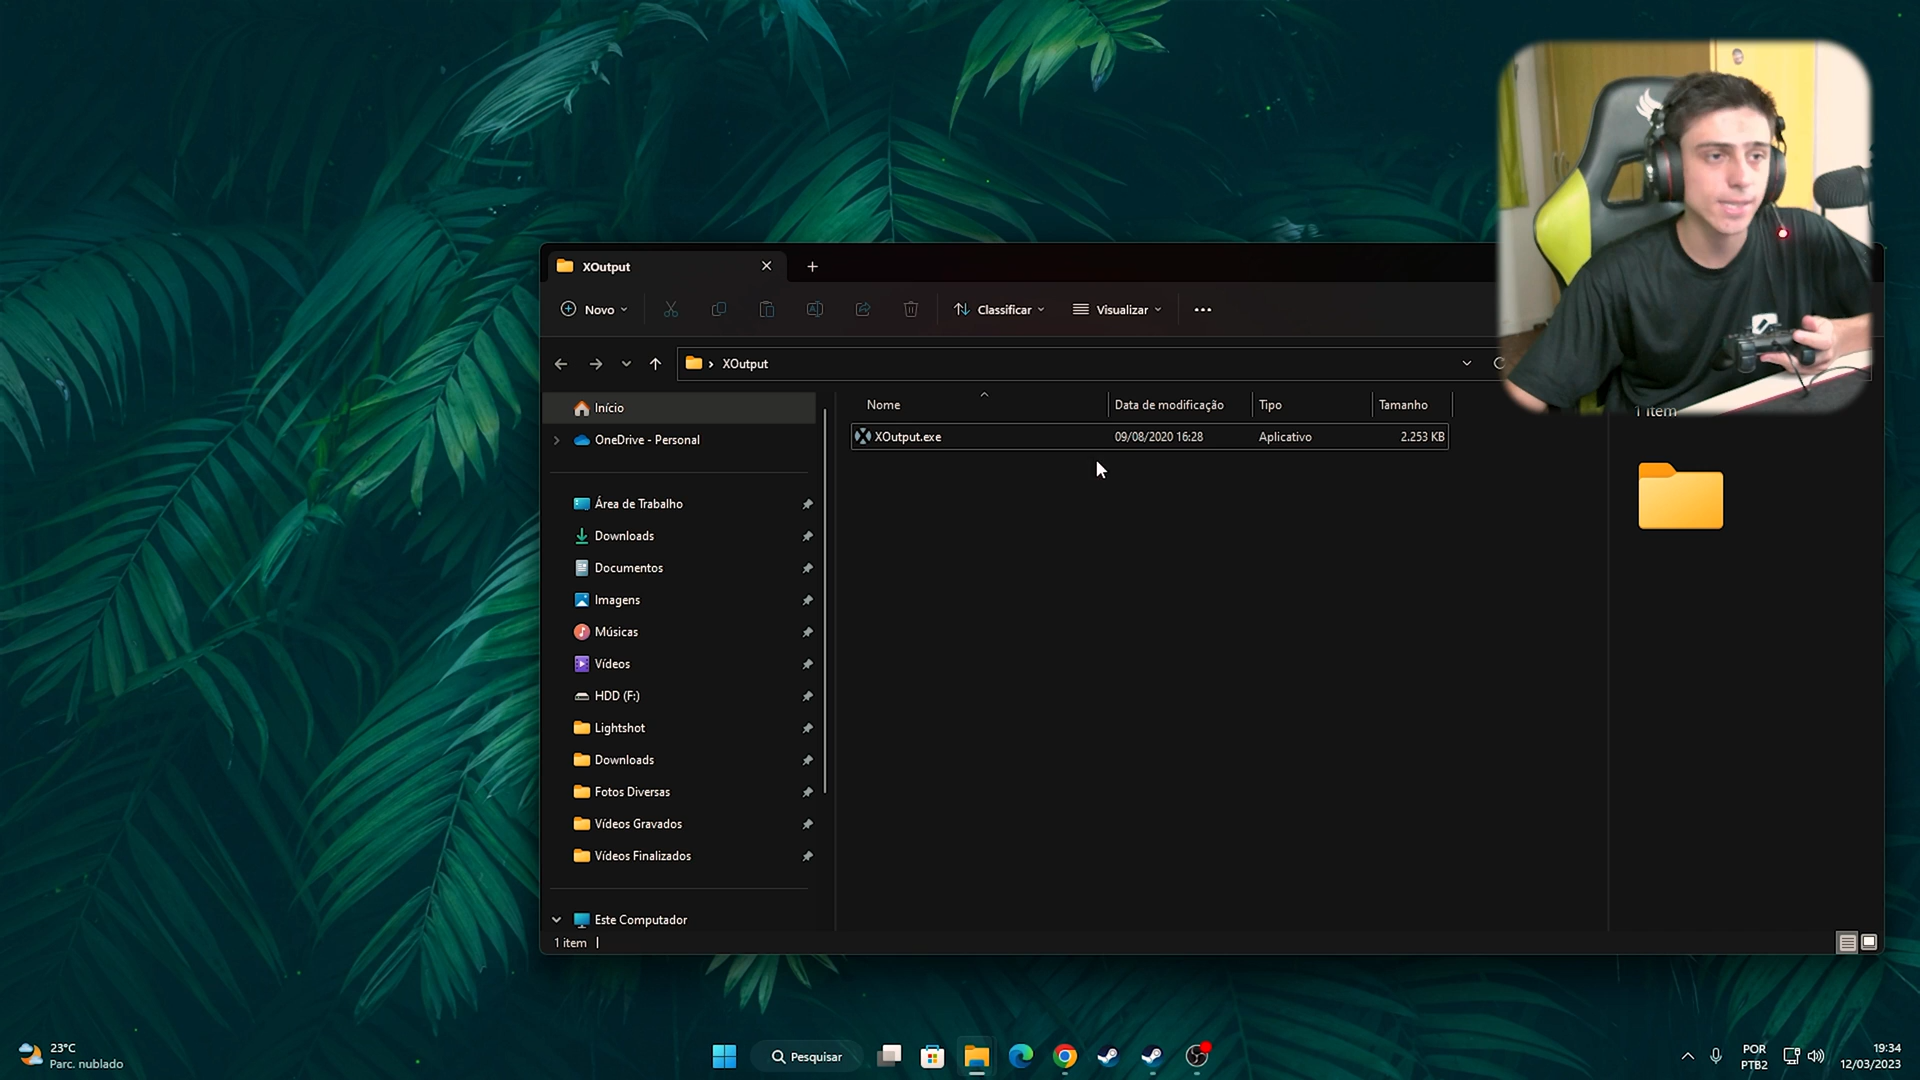 XOutput
Novo
Classificar
Visualizar
XOutput
Início
OneDrive - Personal
Área de Trabalho
Downloads
Documentos
Imagens
Músicas
Vídeos
HDD (F:)
Lightshot
Downloads
Fotos Diversas
Vídeos Gravados
Vídeos Finalizados
Este Computador
1 item
Nome Data de modificação Tipo Tamanho
XOutput.exe 09/08/2020 16:28 Aplicativo 2.253 KB
1 item
23°C
Parc. nublado
Pesquisar
POR
PTB2
19:34
12/03/2023